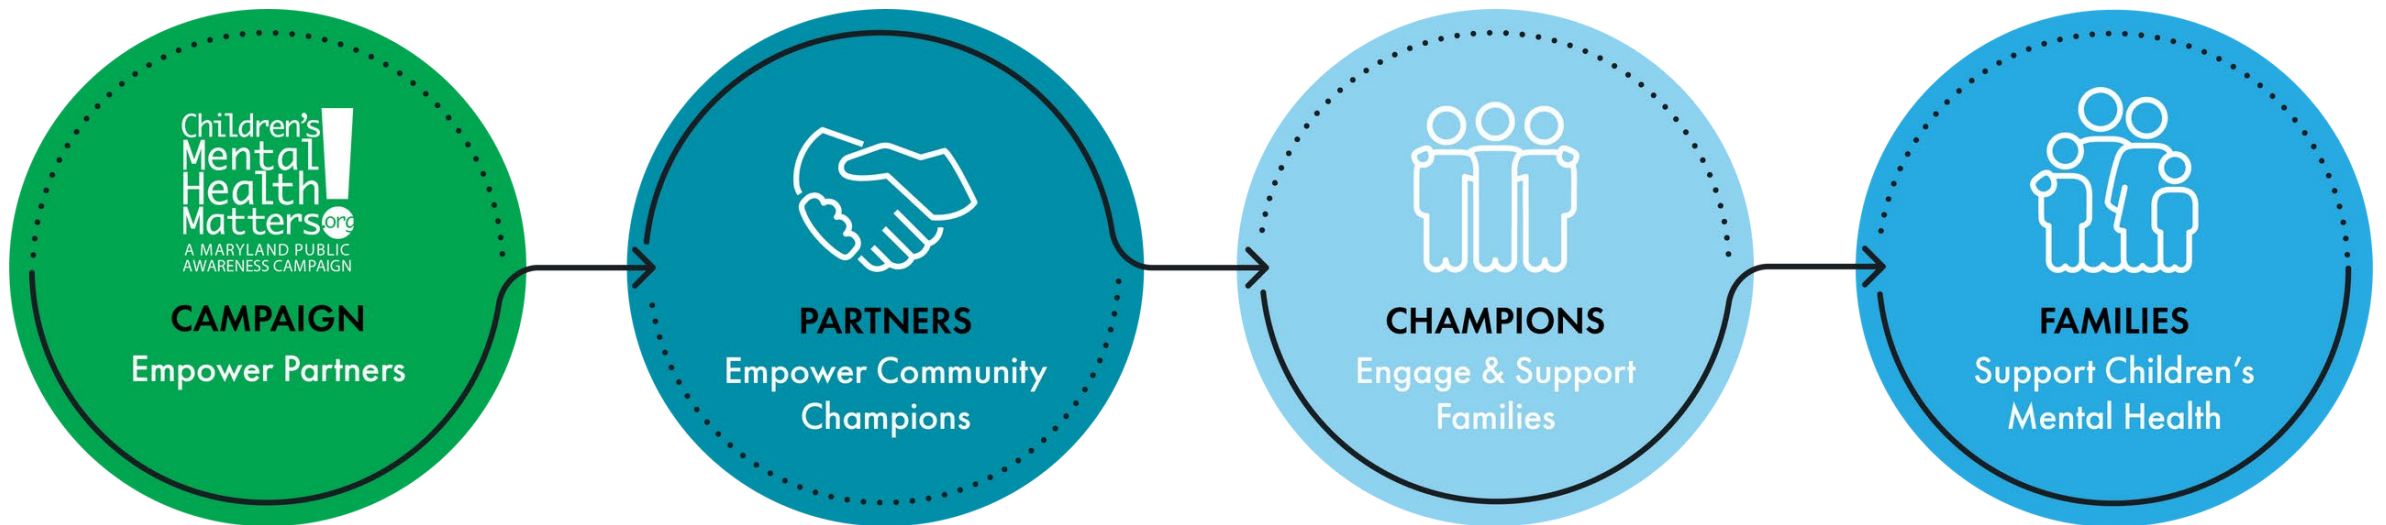 Children's
Mental
Health
Matters.org
A MARYLAND PUBLIC
AWARENESS CAMPAIGN
CAMPAIGN
Empower Partners
PARTNERS
Empower Community
Champions
CHAMPIONS
Engage & Support
Families
FAMILIES
Support Children's
Mental Health